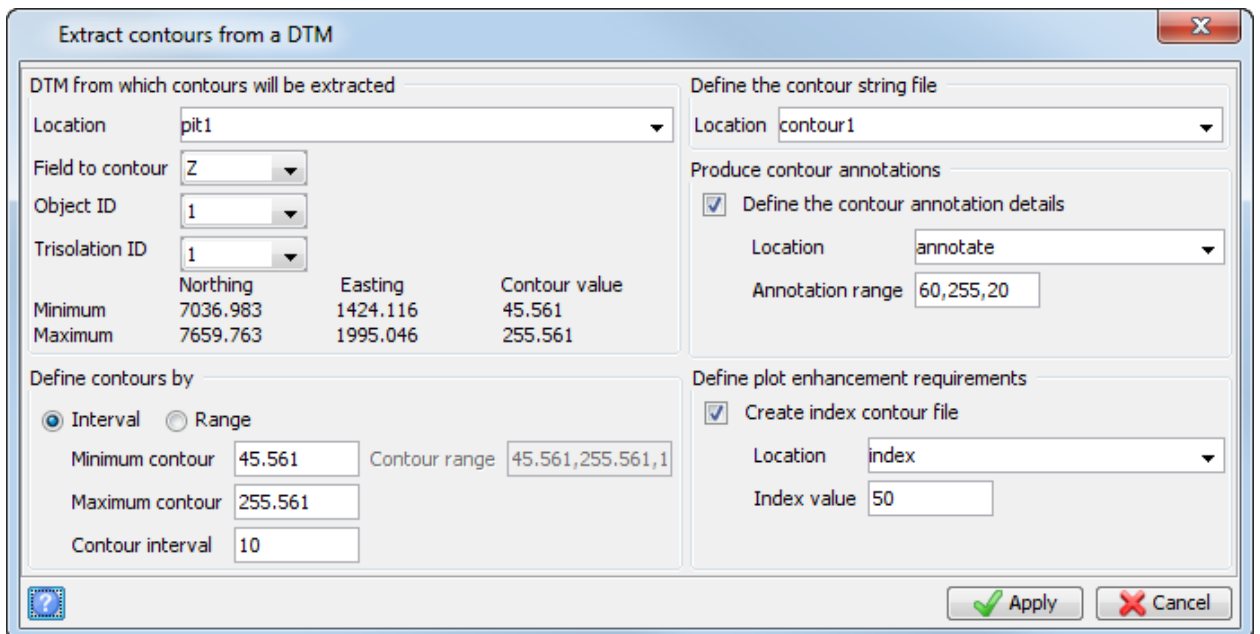 Extract contours from a DTM
DTM from which contours will be extracted
Location pit1
Field to contour Z
Object ID 1
Trisolation ID 1
Northing Easting Contour value
Minimum 7036.983 1424.116 45.561
Maximum 7659.763 1995.046 255.561
Define contours by
Interval Range
Minimum contour 45.561 Contour range 45.561,255.561,1
Maximum contour 255.561
Contour interval 10
Define the contour string file
Location contour1
Produce contour annotations
Define the contour annotation details
Location annotate
Annotation range 60,255,20
Define plot enhancement requirements
Create index contour file
Location index
Index value 50
? Apply Cancel